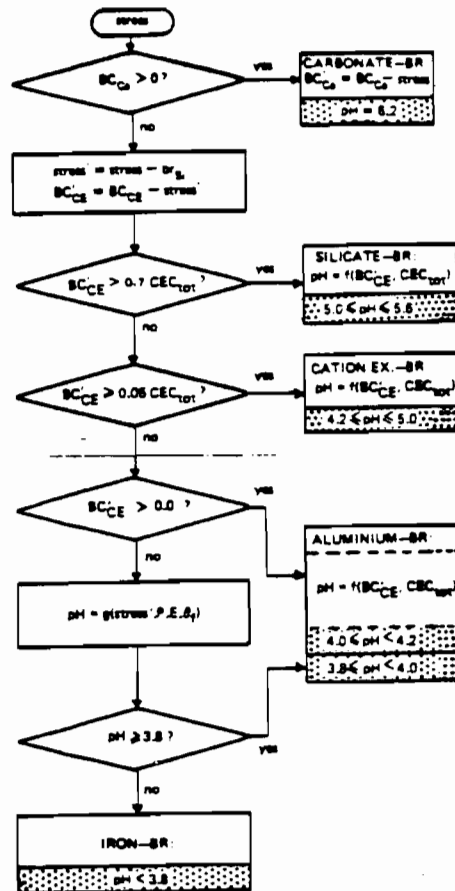 stress
BC_Ca > 0 ?
yes
no
CARBONATE-BR
BC'_Ca = BC_Ca - stress
pH = 6.2
stress' = stress - br_Si
BC'_CE = BC_CE - stress'
BC'_CE > 0.7 CEC_tot ?
yes
no
SILICATE-BR:
pH = f(BC'_CE, CEC_tot)
5.0 ⩽ pH ⩽ 5.6
BC'_CE ⩾ 0.05 CEC_tot ?
yes
no
CATION EX.-BR
pH = f(BC'_CE, CEC_tot)
4.2 ⩽ pH ⩽ 5.0
BC'_CE > 0.0 ?
yes
no
ALUMINIUM-BR:
pH = f(BC'_CE, CEC_tot)
4.0 ⩽ pH < 4.2
3.8 ⩽ pH < 4.0
pH = g(stress', P, E, θ_f)
pH ⩾ 3.8 ?
yes
no
IRON-BR:
pH < 3.8